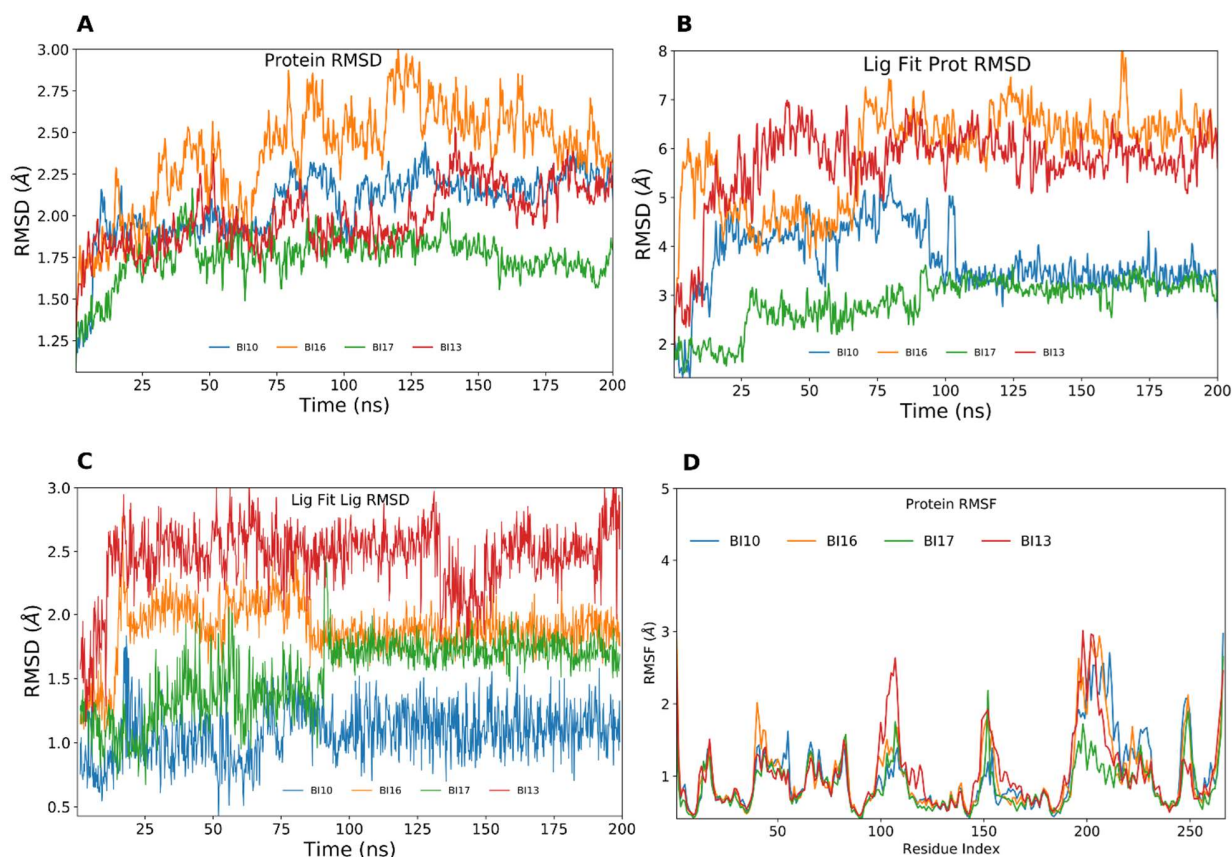 A
Protein RMSD
RMSD (Å)
3.00
2.75
2.50
2.25
2.00
1.75
1.50
1.25
BI10 BI16 BI17 BI13
25 50 75 100 125 150 175 200
Time (ns)
B
Lig Fit Prot RMSD
RMSD (Å)
8
7
6
5
4
3
2
BI10 BI16 BI17 BI13
25 50 75 100 125 150 175 200
Time (ns)
C
Lig Fit Lig RMSD
RMSD (Å)
3.0
2.5
2.0
1.5
1.0
0.5
BI10 BI16 BI17 BI13
25 50 75 100 125 150 175 200
Time (ns)
D
Protein RMSF
BI10 BI16 BI17 BI13
RMSF (Å)
5
4
3
2
1
50 100 150 200 250
Residue Index